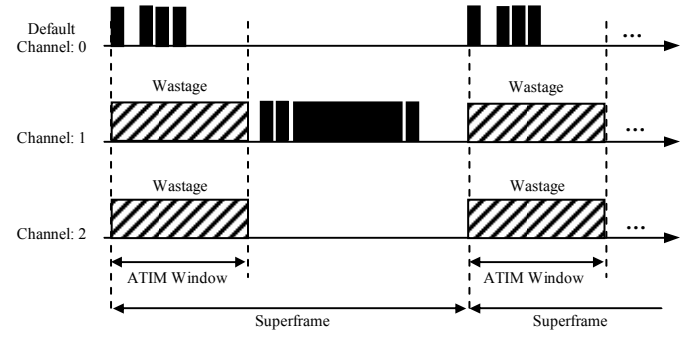 Default
Channel: 0
...
Wastage
Wastage
Channel: 1
...
Wastage
Wastage
Channel: 2
...
ATIM Window
ATIM Window
Superframe
Superframe